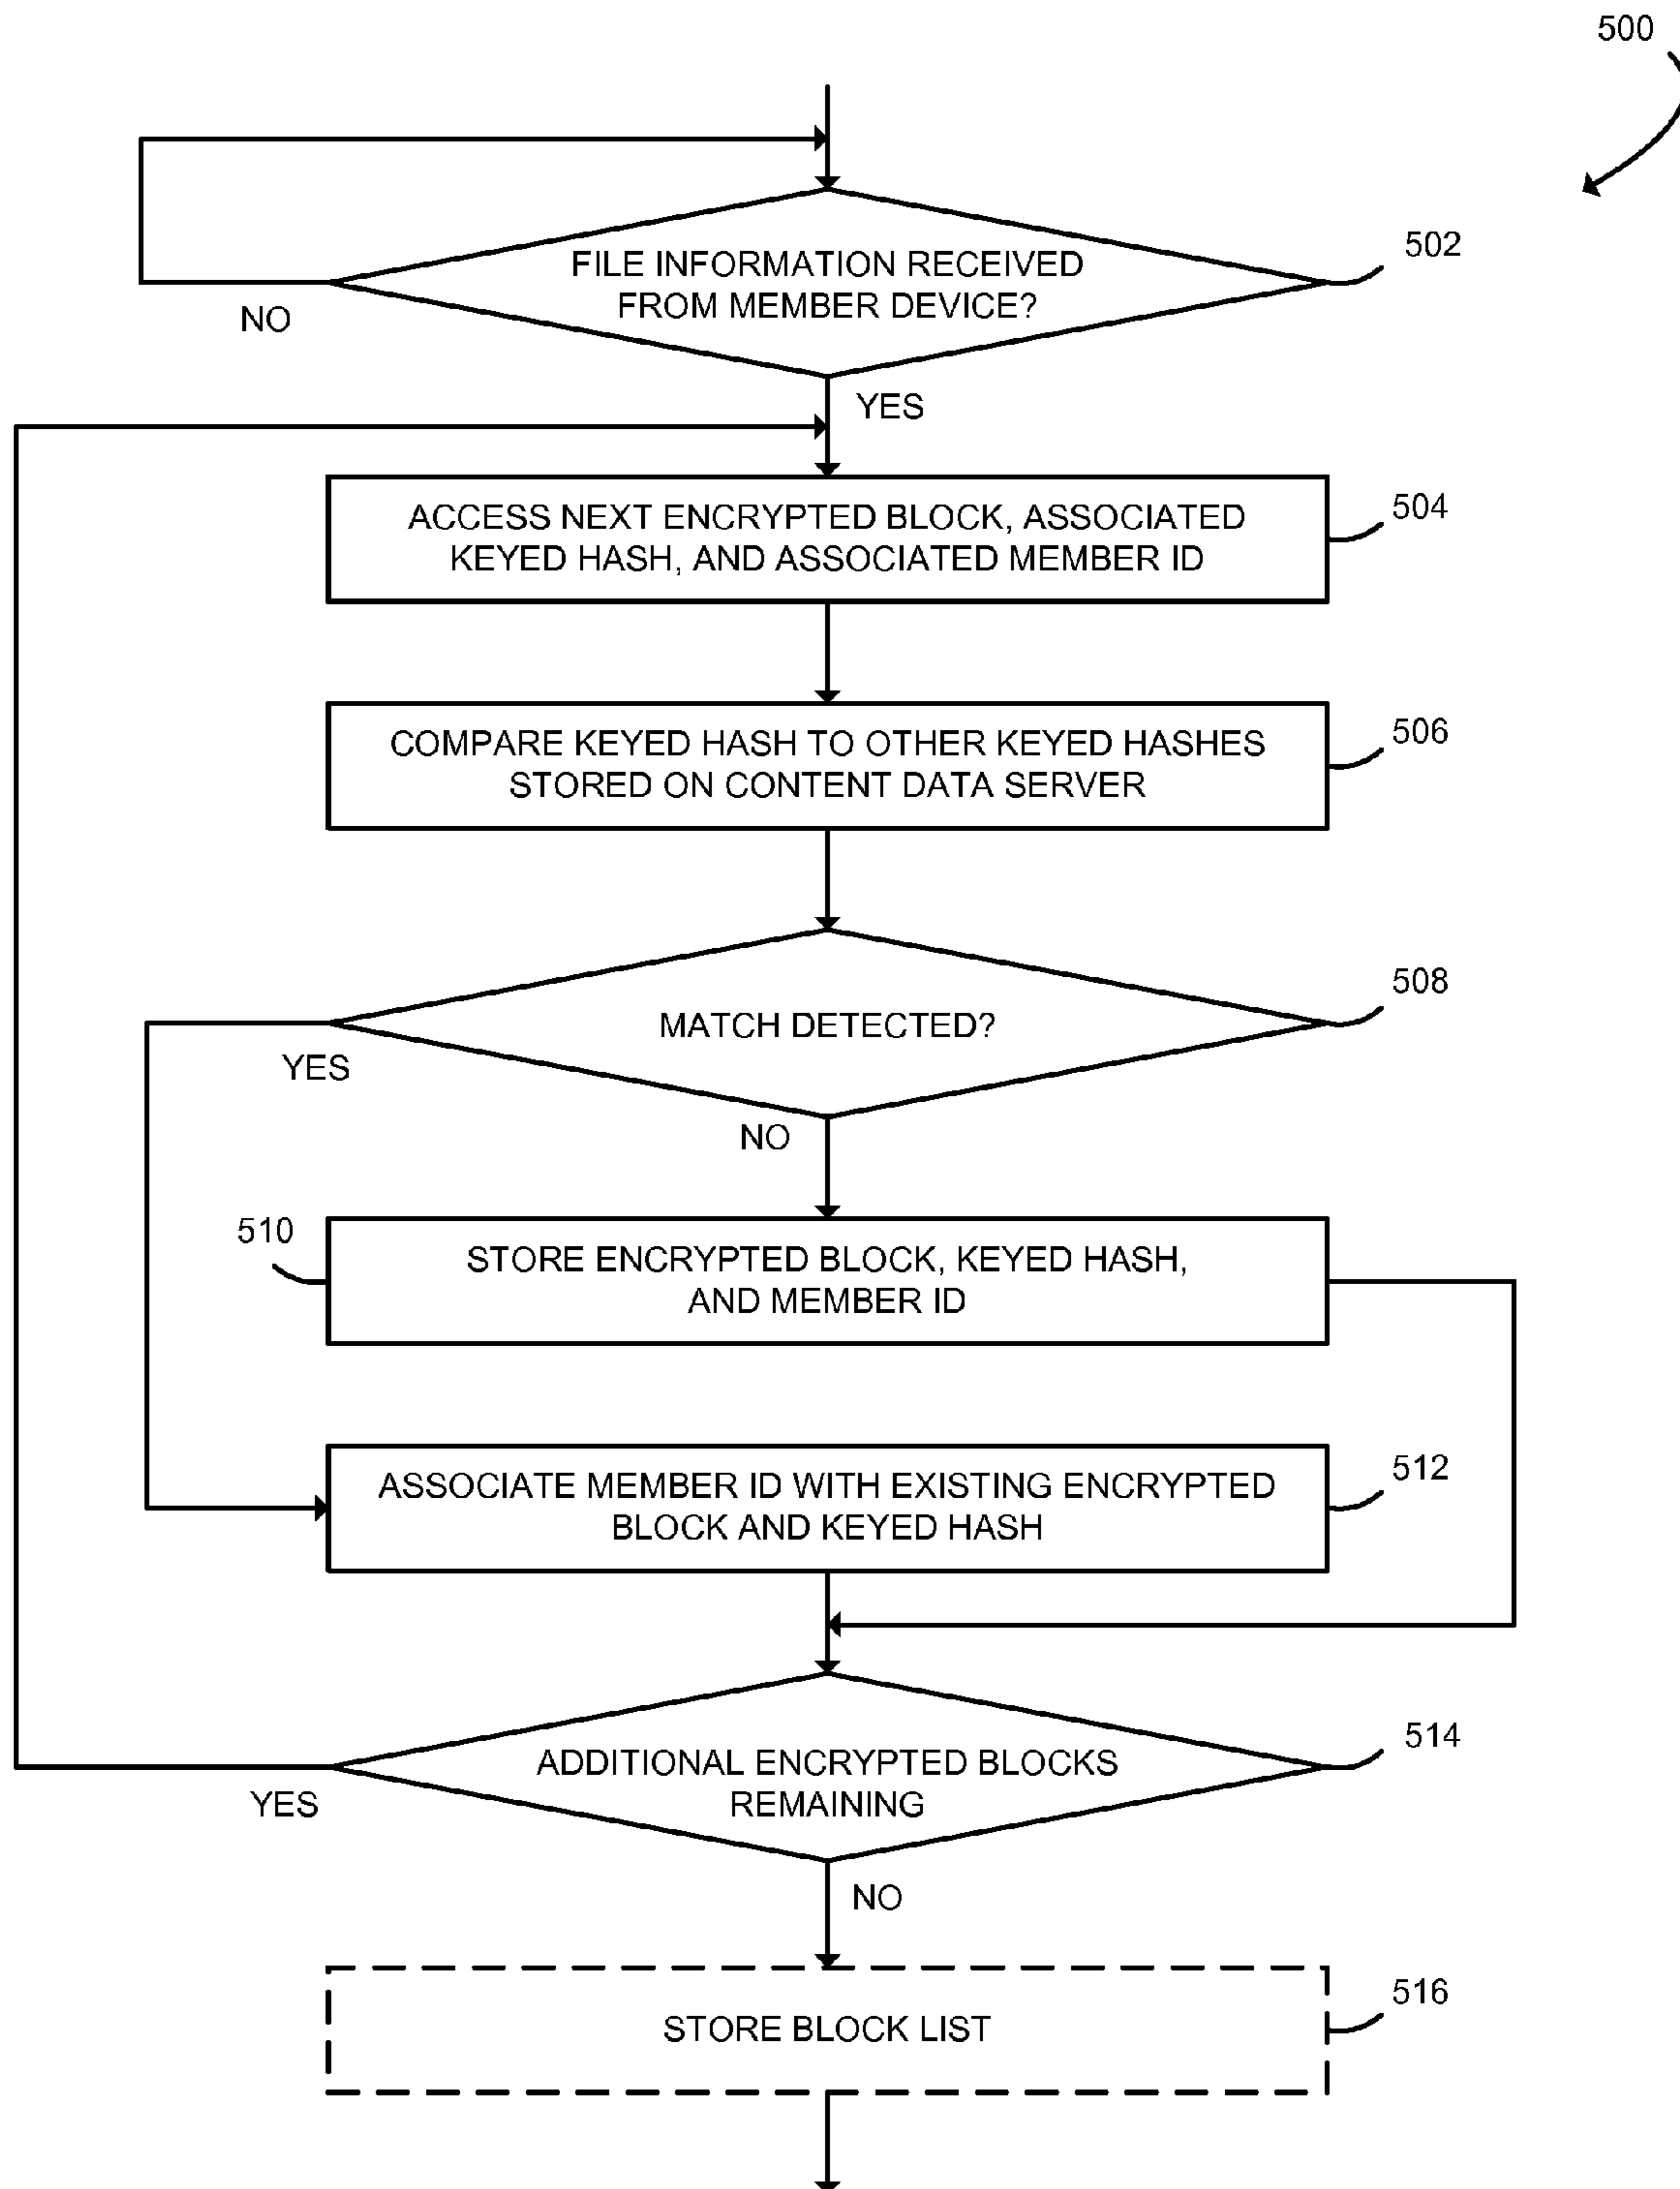 500
FILE INFORMATION RECEIVED
FROM MEMBER DEVICE?
502
NO
YES
ACCESS NEXT ENCRYPTED BLOCK, ASSOCIATED
KEYED HASH, AND ASSOCIATED MEMBER ID
504
COMPARE KEYED HASH TO OTHER KEYED HASHES
STORED ON CONTENT DATA SERVER
506
MATCH DETECTED?
508
YES
NO
510
STORE ENCRYPTED BLOCK, KEYED HASH,
AND MEMBER ID
ASSOCIATE MEMBER ID WITH EXISTING ENCRYPTED
BLOCK AND KEYED HASH
512
ADDITIONAL ENCRYPTED BLOCKS
REMAINING
514
YES
NO
STORE BLOCK LIST
516